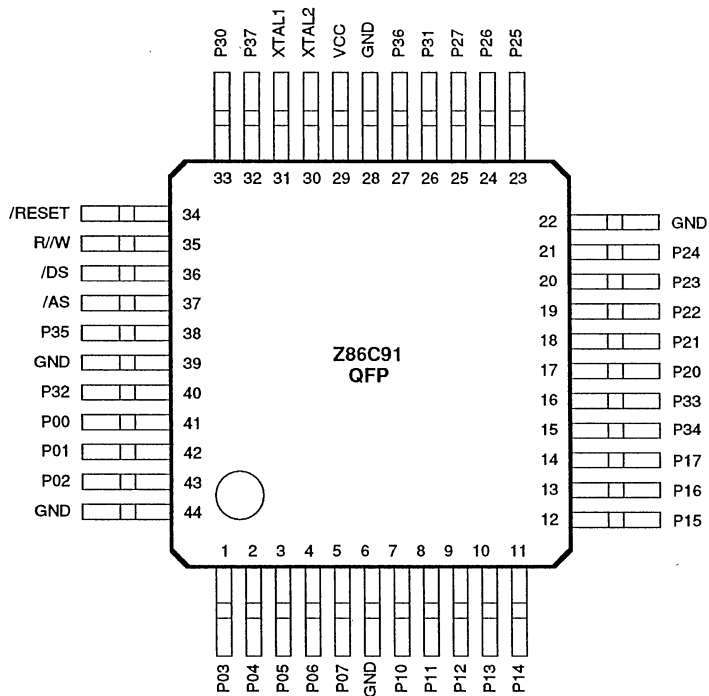 P30 P37 XTAL1 XTAL2 VCC GND P36 P31 P27 P26 P25
33 32 31 30 29 28 27 26 25 24 23
/RESET 34
R//W 35
/DS 36
/AS 37
P35 38
GND 39
P32 40
P00 41
P01 42
P02 43
GND 44
Z86C91
QFP
22 GND
21 P24
20 P23
19 P22
18 P21
17 P20
16 P33
15 P34
14 P17
13 P16
12 P15
1 2 3 4 5 6 7 8 9 10 11
P03 P04 P05 P06 P07 GND P10 P11 P12 P13 P14